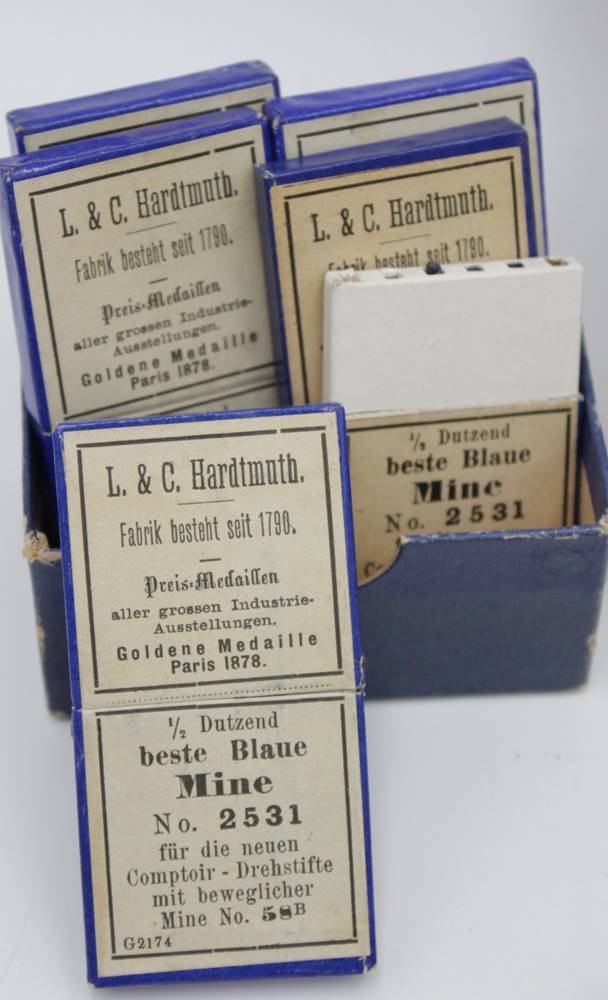 L. & C. Hardtmuth.
Fabrik besteht seit 1790.
Preis-Medaillen
aller grossen Industrie-
Ausstellungen.
Goldene Medaille
Paris 1878.
L. & C. Hardtmuth.
Fabrik besteht seit 1790.
1/2 Dutzend
beste Blaue
Mine
No. 2531
L. & C. Hardtmuth.
Fabrik besteht seit 1790.
Preis-Medaillen
aller grossen Industrie-
Ausstellungen.
Goldene Medaille
Paris 1878.
1/2 Dutzend
beste Blaue
Mine
No. 2531
für die neuen
Comptoir - Drehstifte
mit beweglicher
Mine No. 58B
G2174